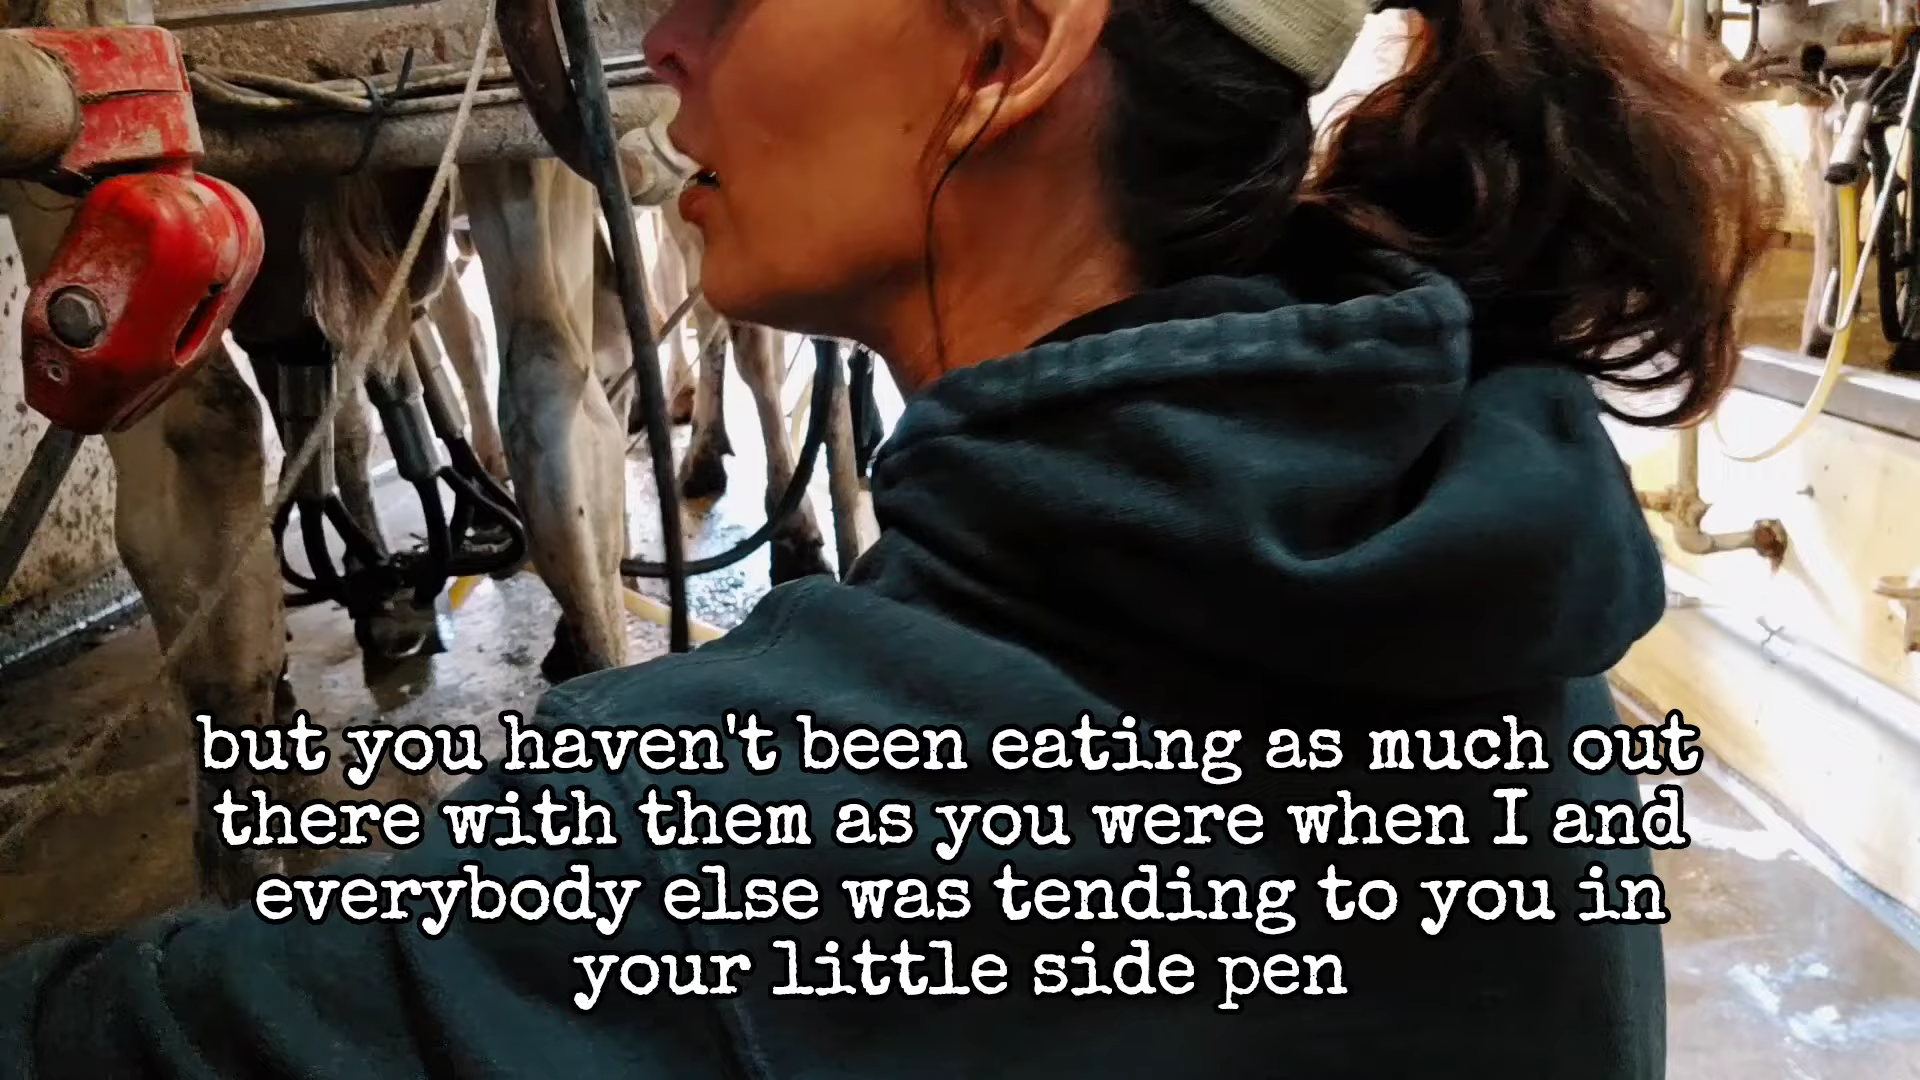 but you haven't been eating as much out
there with them as you were when I and
everybody else was tending to you in
your little side pen